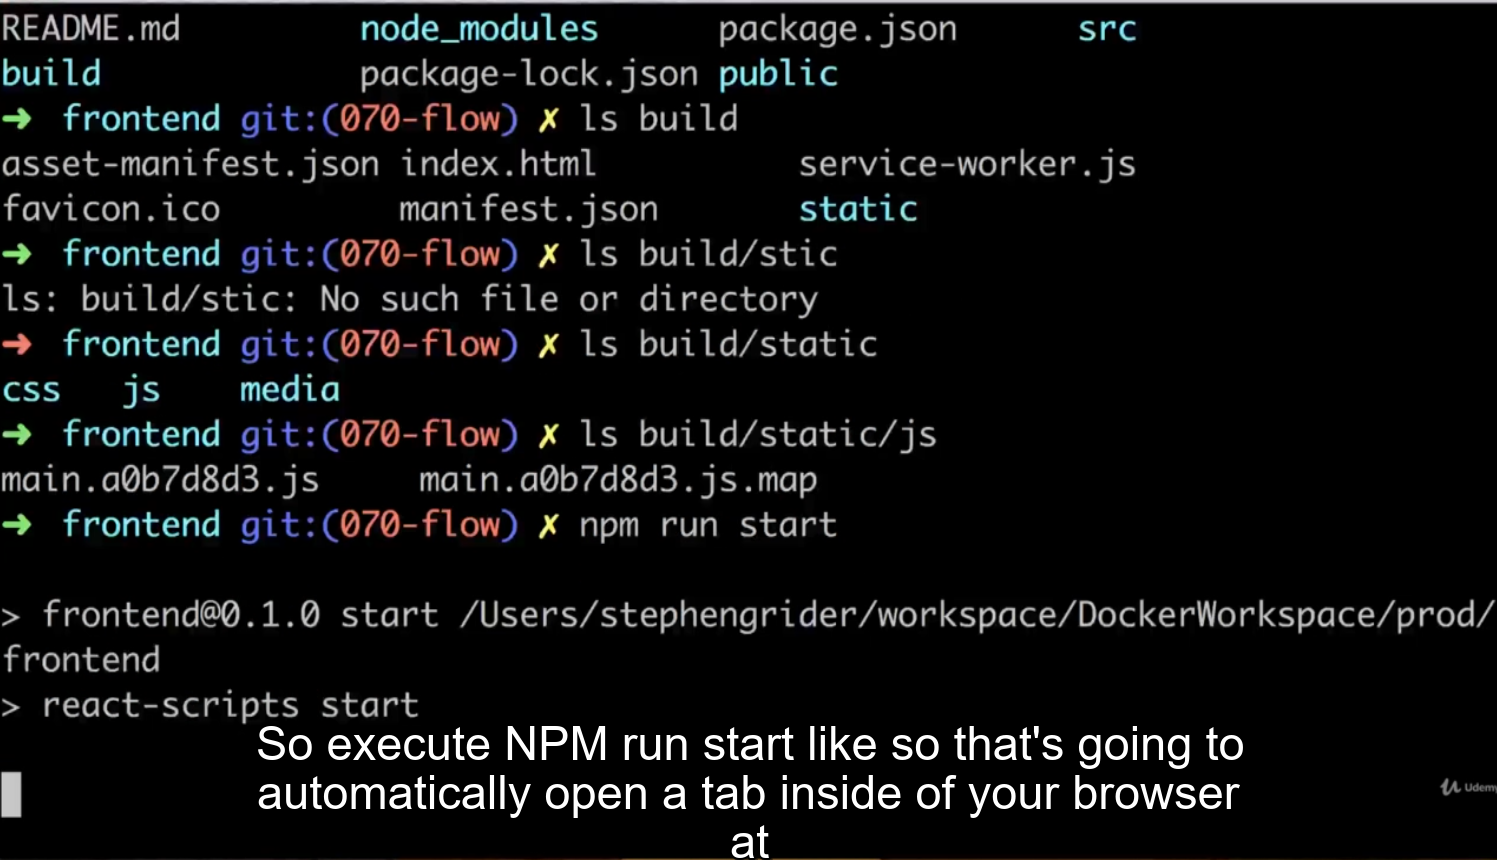 README.md node_modules package.json src
build package-lock.json public
➜ frontend git:(070-flow) ✗ ls build
asset-manifest.json index.html service-worker.js
favicon.ico manifest.json static
➜ frontend git:(070-flow) ✗ ls build/stic
ls: build/stic: No such file or directory
➜ frontend git:(070-flow) ✗ ls build/static
css js media
➜ frontend git:(070-flow) ✗ ls build/static/js
main.a0b7d8d3.js main.a0b7d8d3.js.map
➜ frontend git:(070-flow) ✗ npm run start
> frontend@0.1.0 start /Users/stephengrider/workspace/DockerWorkspace/prod/
frontend
> react-scripts start
So execute NPM run start like so that's going to
automatically open a tab inside of your browser
at
Udemy